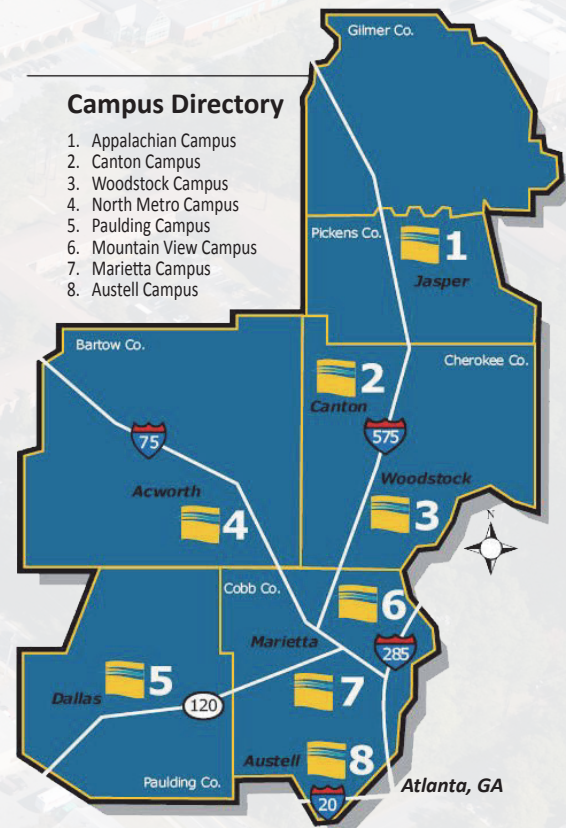 Gilmer Co.
Campus Directory
1. Appalachian Campus
2. Canton Campus
3. Woodstock Campus
4. North Metro Campus
5. Paulding Campus
6. Mountain View Campus
7. Marietta Campus
8. Austell Campus
Pickens Co.
1
Jasper
Bartow Co.
Cherokee Co.
2
Canton
75
575
Acworth
Woodstock
4
3
N
Cobb Co.
6
Marietta
285
Dallas
5
120
7
Austell
8
Paulding Co.
Atlanta, GA
20